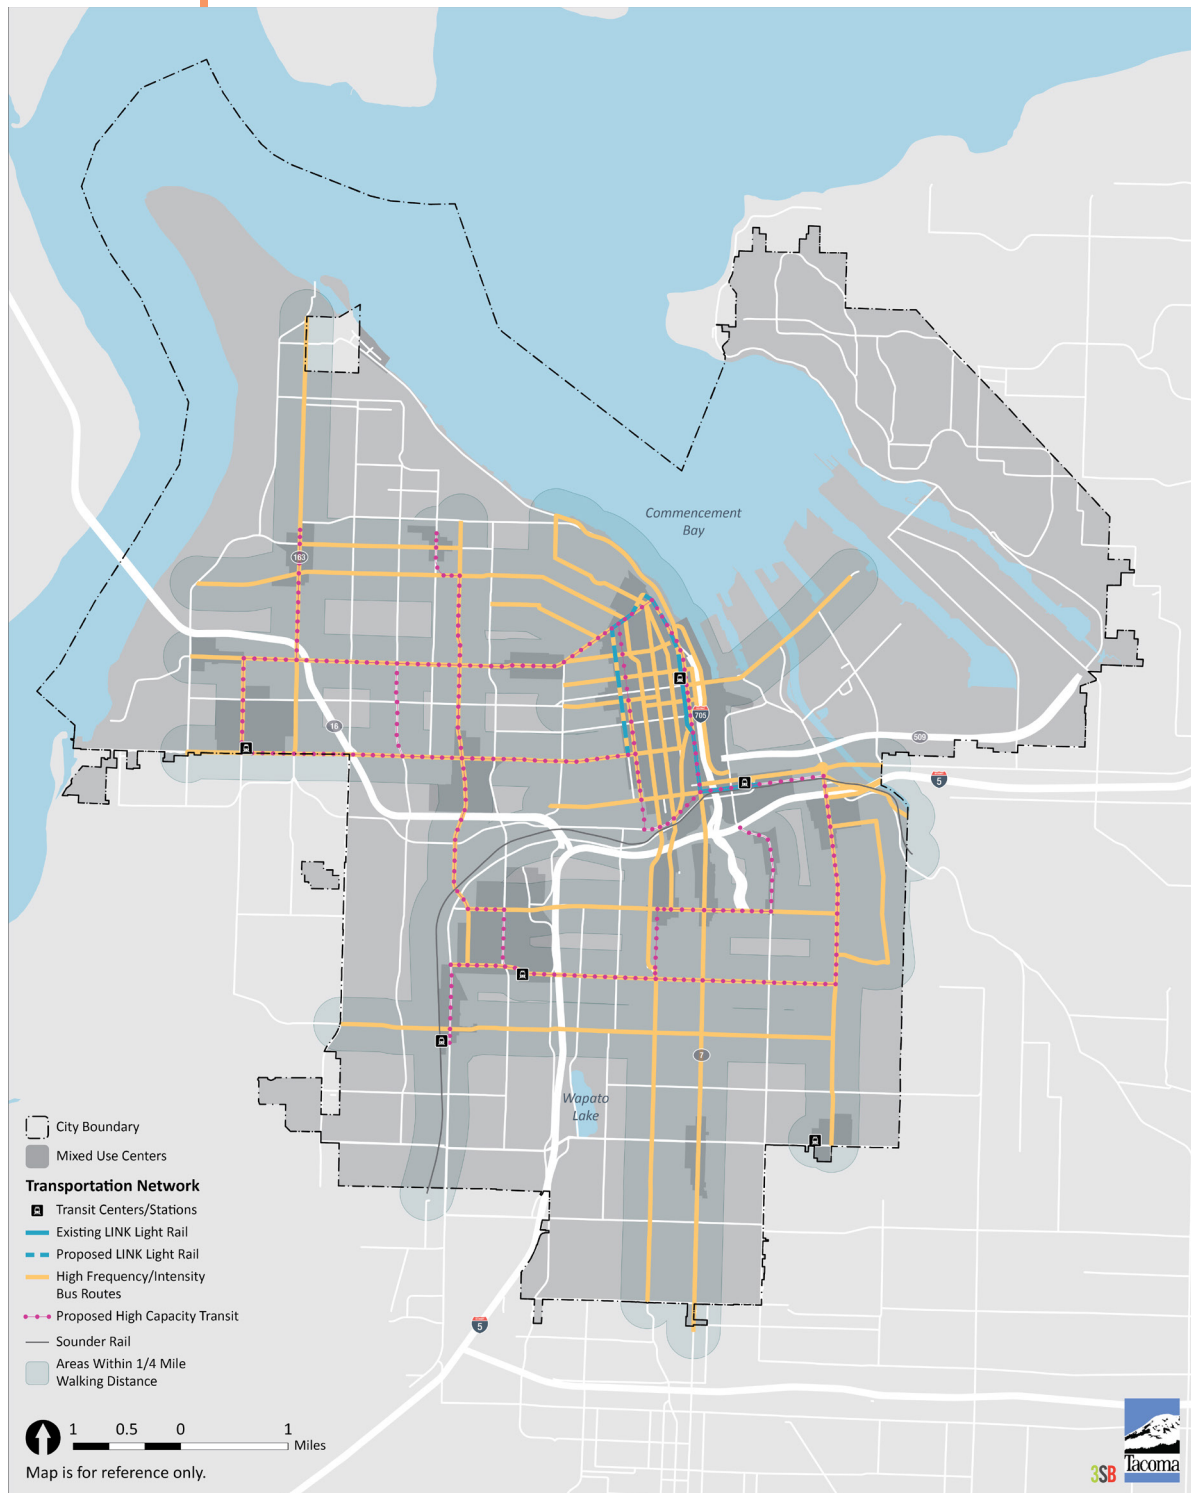 Commencement
Bay
163
16
705
509
5
7
Wapato
Lake
City Boundary
Mixed Use Centers
Transportation Network
Transit Centers/Stations
Existing LINK Light Rail
Proposed LINK Light Rail
High Frequency/Intensity
Bus Routes
Proposed High Capacity Transit
Sounder Rail
Areas Within 1/4 Mile
Walking Distance
5
1 0.5 0 1
Miles
Map is for reference only.
3SB
Tacoma